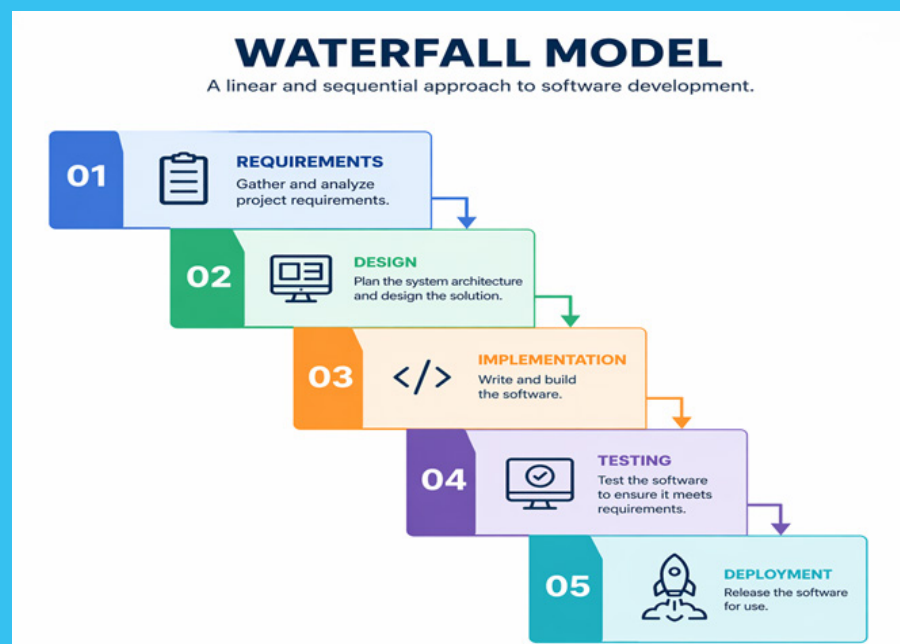 WATERFALL MODEL
A linear and sequential approach to software development.
01
REQUIREMENTS
Gather and analyze
project requirements.
02
DESIGN
Plan the system architecture
and design the solution.
03
</>
IMPLEMENTATION
Write and build
the software.
04
TESTING
Test the software
to ensure it meets
requirements.
05
DEPLOYMENT
Release the software
for use.